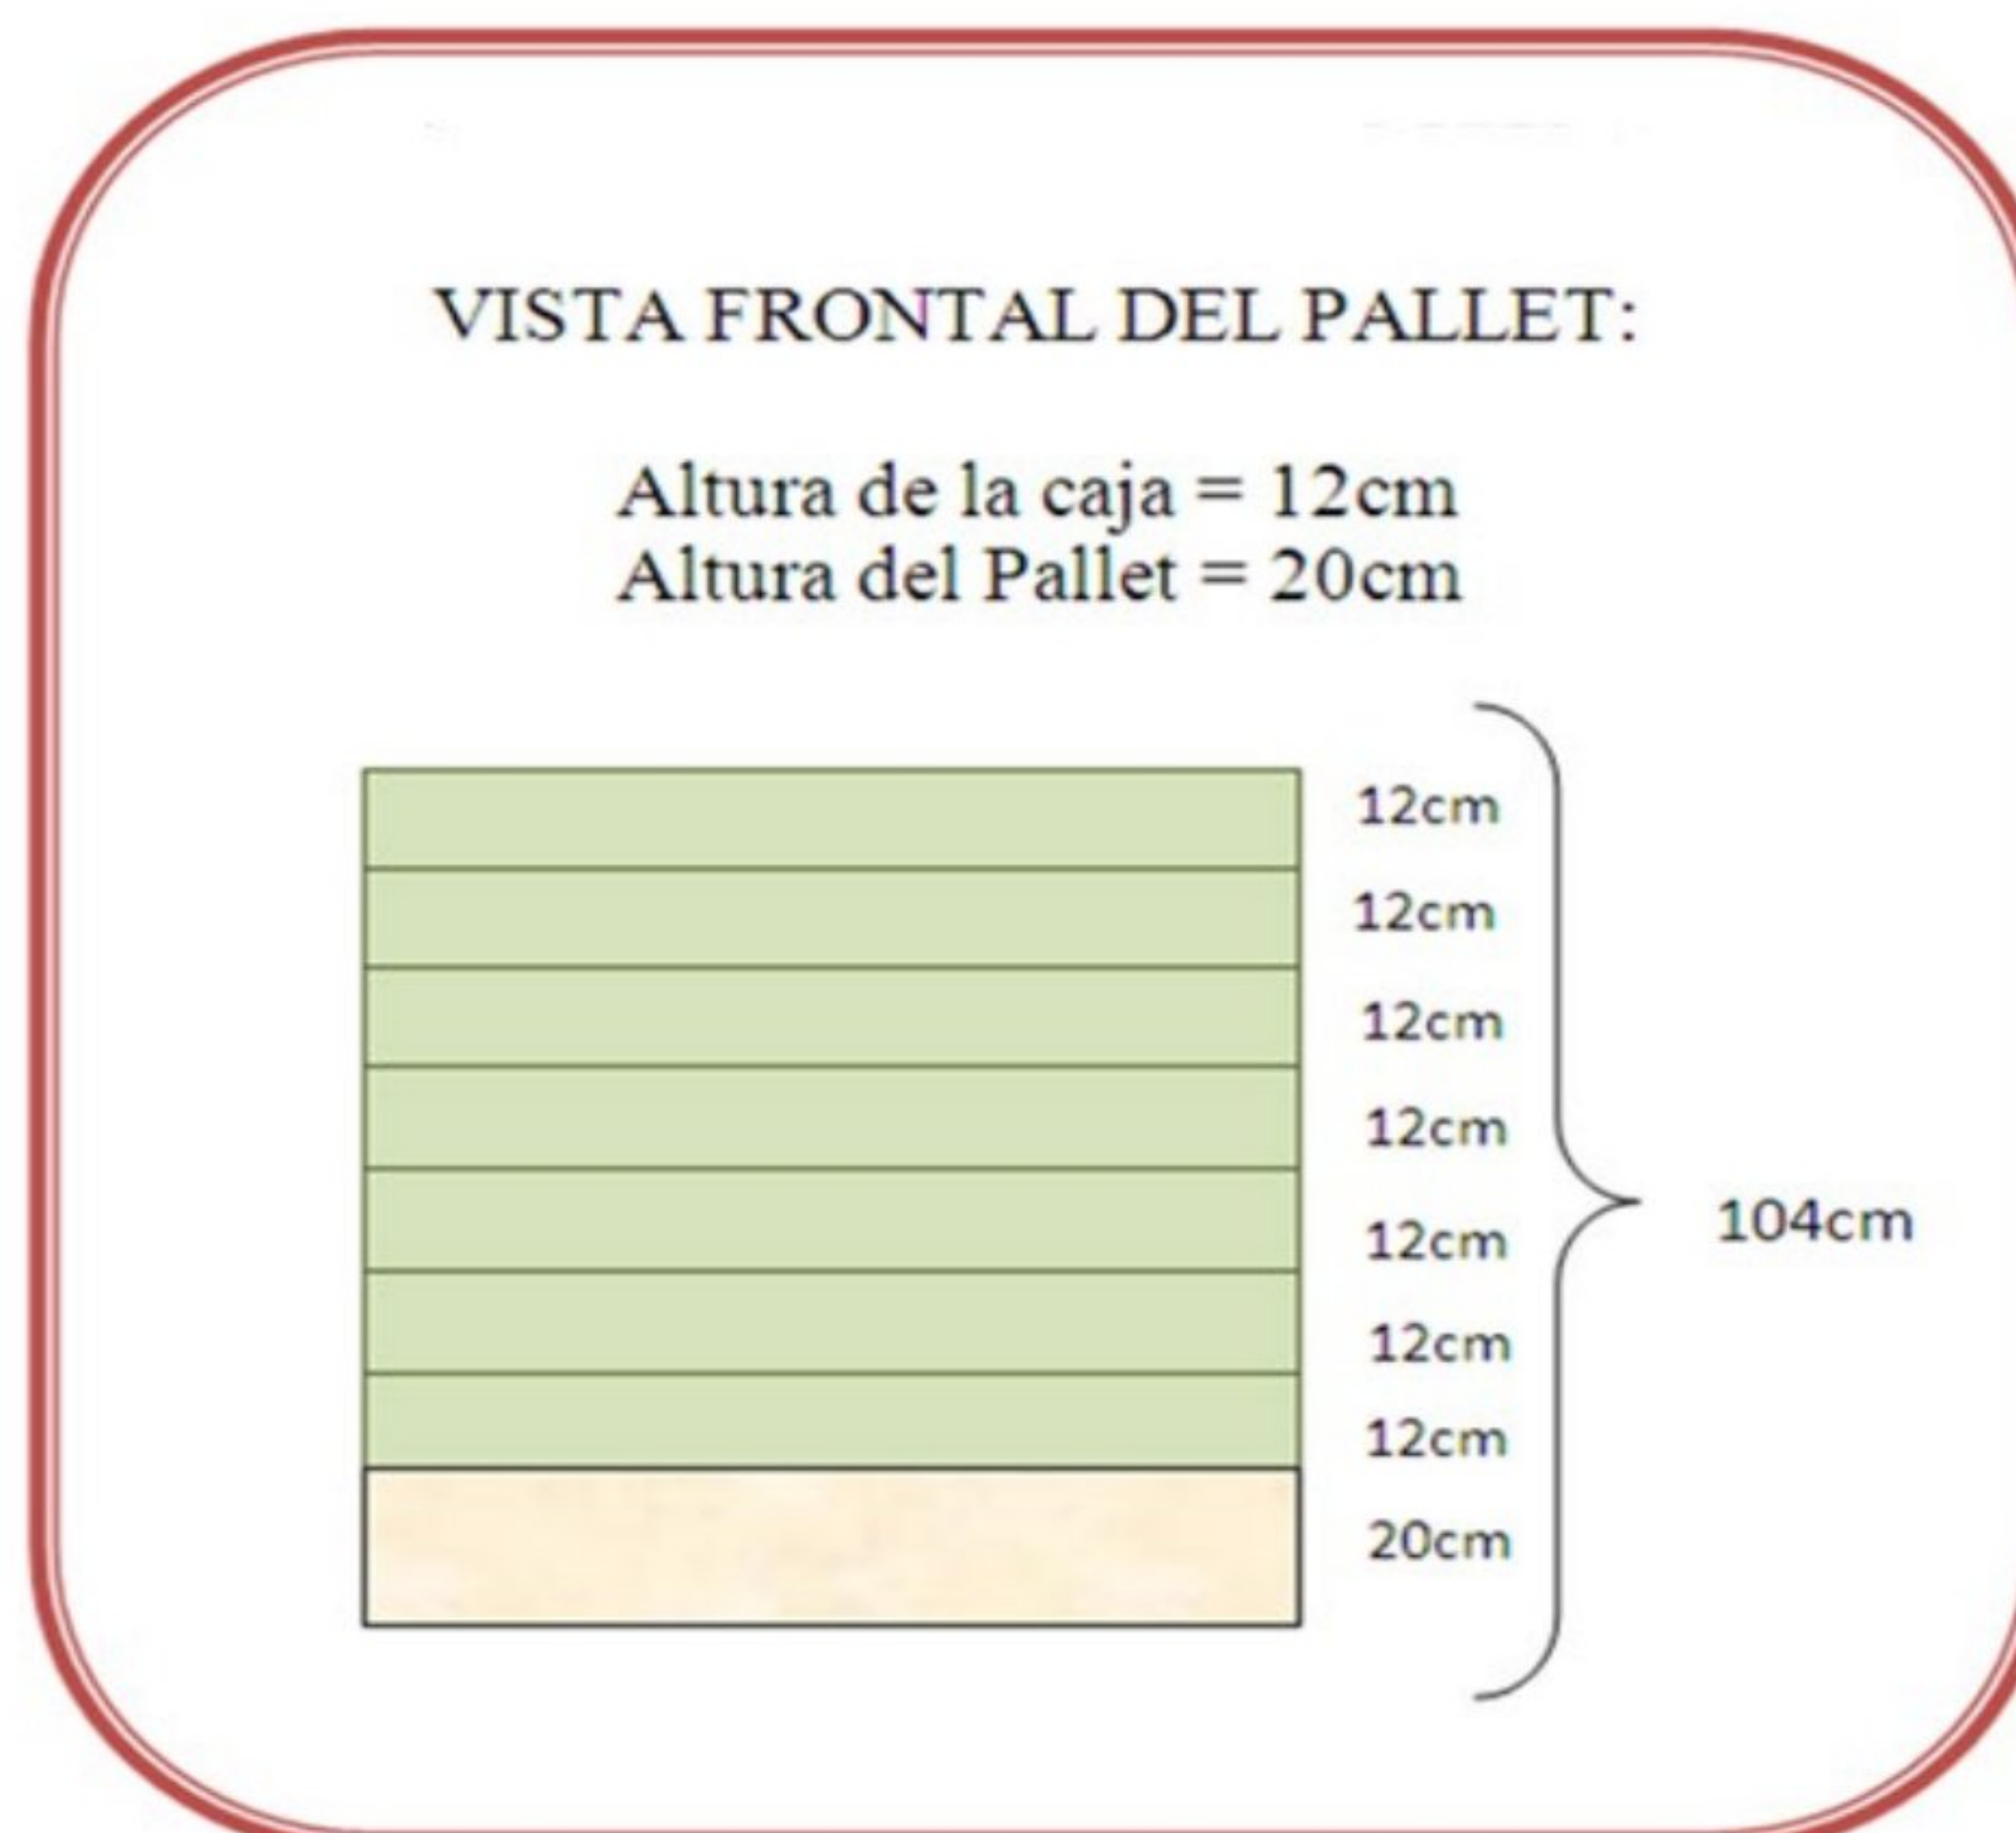 VISTA FRONTAL DEL PALLET:
Altura de la caja = 12cm
Altura del Pallet = 20cm
12cm
12cm
12cm
12cm
12cm
12cm
12cm
20cm
104cm